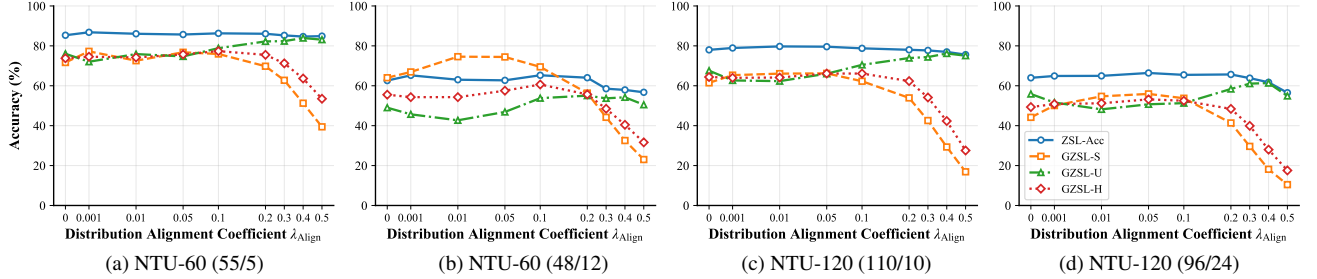 Accuracy (%)
100
80
60
40
20
0
0 0.001 0.01 0.05 0.1 0.2 0.3 0.4 0.5
Distribution Alignment Coefficient λAlign
(a) NTU-60 (55/5)
100
80
60
40
20
0
0 0.001 0.01 0.05 0.1 0.2 0.3 0.4 0.5
Distribution Alignment Coefficient λAlign
(b) NTU-60 (48/12)
100
80
60
40
20
0
0 0.001 0.01 0.05 0.1 0.2 0.3 0.4 0.5
Distribution Alignment Coefficient λAlign
(c) NTU-120 (110/10)
100
80
60
40
20
0
ZSL-Acc
GZSL-S
GZSL-U
GZSL-H
0 0.001 0.01 0.05 0.1 0.2 0.3 0.4 0.5
Distribution Alignment Coefficient λAlign
(d) NTU-120 (96/24)